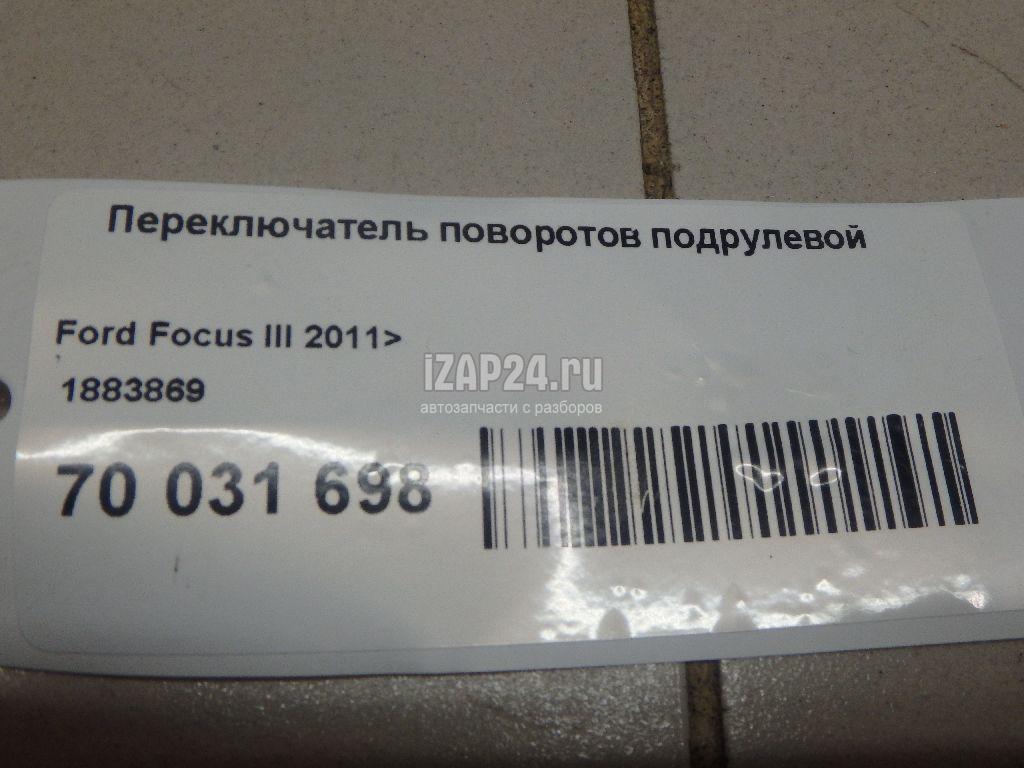 Переключатель поворотов подрулевой
Ford Focus III 2011>
iZAP24.ru
1883869
автозапчасти с разборов
70 031 698